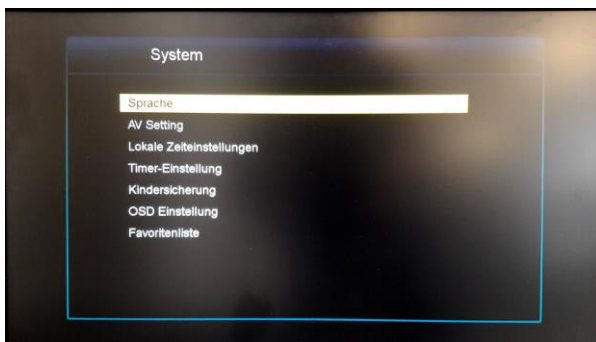 System
Sprache
AV Setting
Lokale Zeiteinstellungen
Timer-Einstellung
Kindersicherung
OSD Einstellung
Favoritenliste